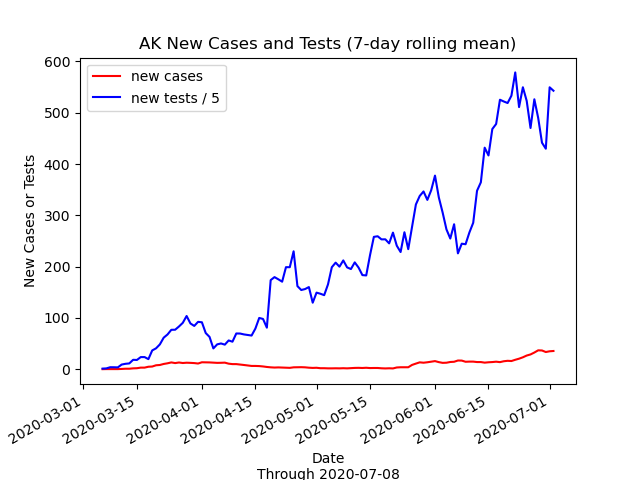 AK New Cases and Tests (7-day rolling mean)
new cases
new tests / 5
600
500
400
300
200
100
0
New Cases or Tests
2020-03-01
2020-03-15
2020-04-01
2020-04-15
2020-05-01
2020-05-15
2020-06-01
2020-06-15
2020-07-01
Date
Through 2020-07-08